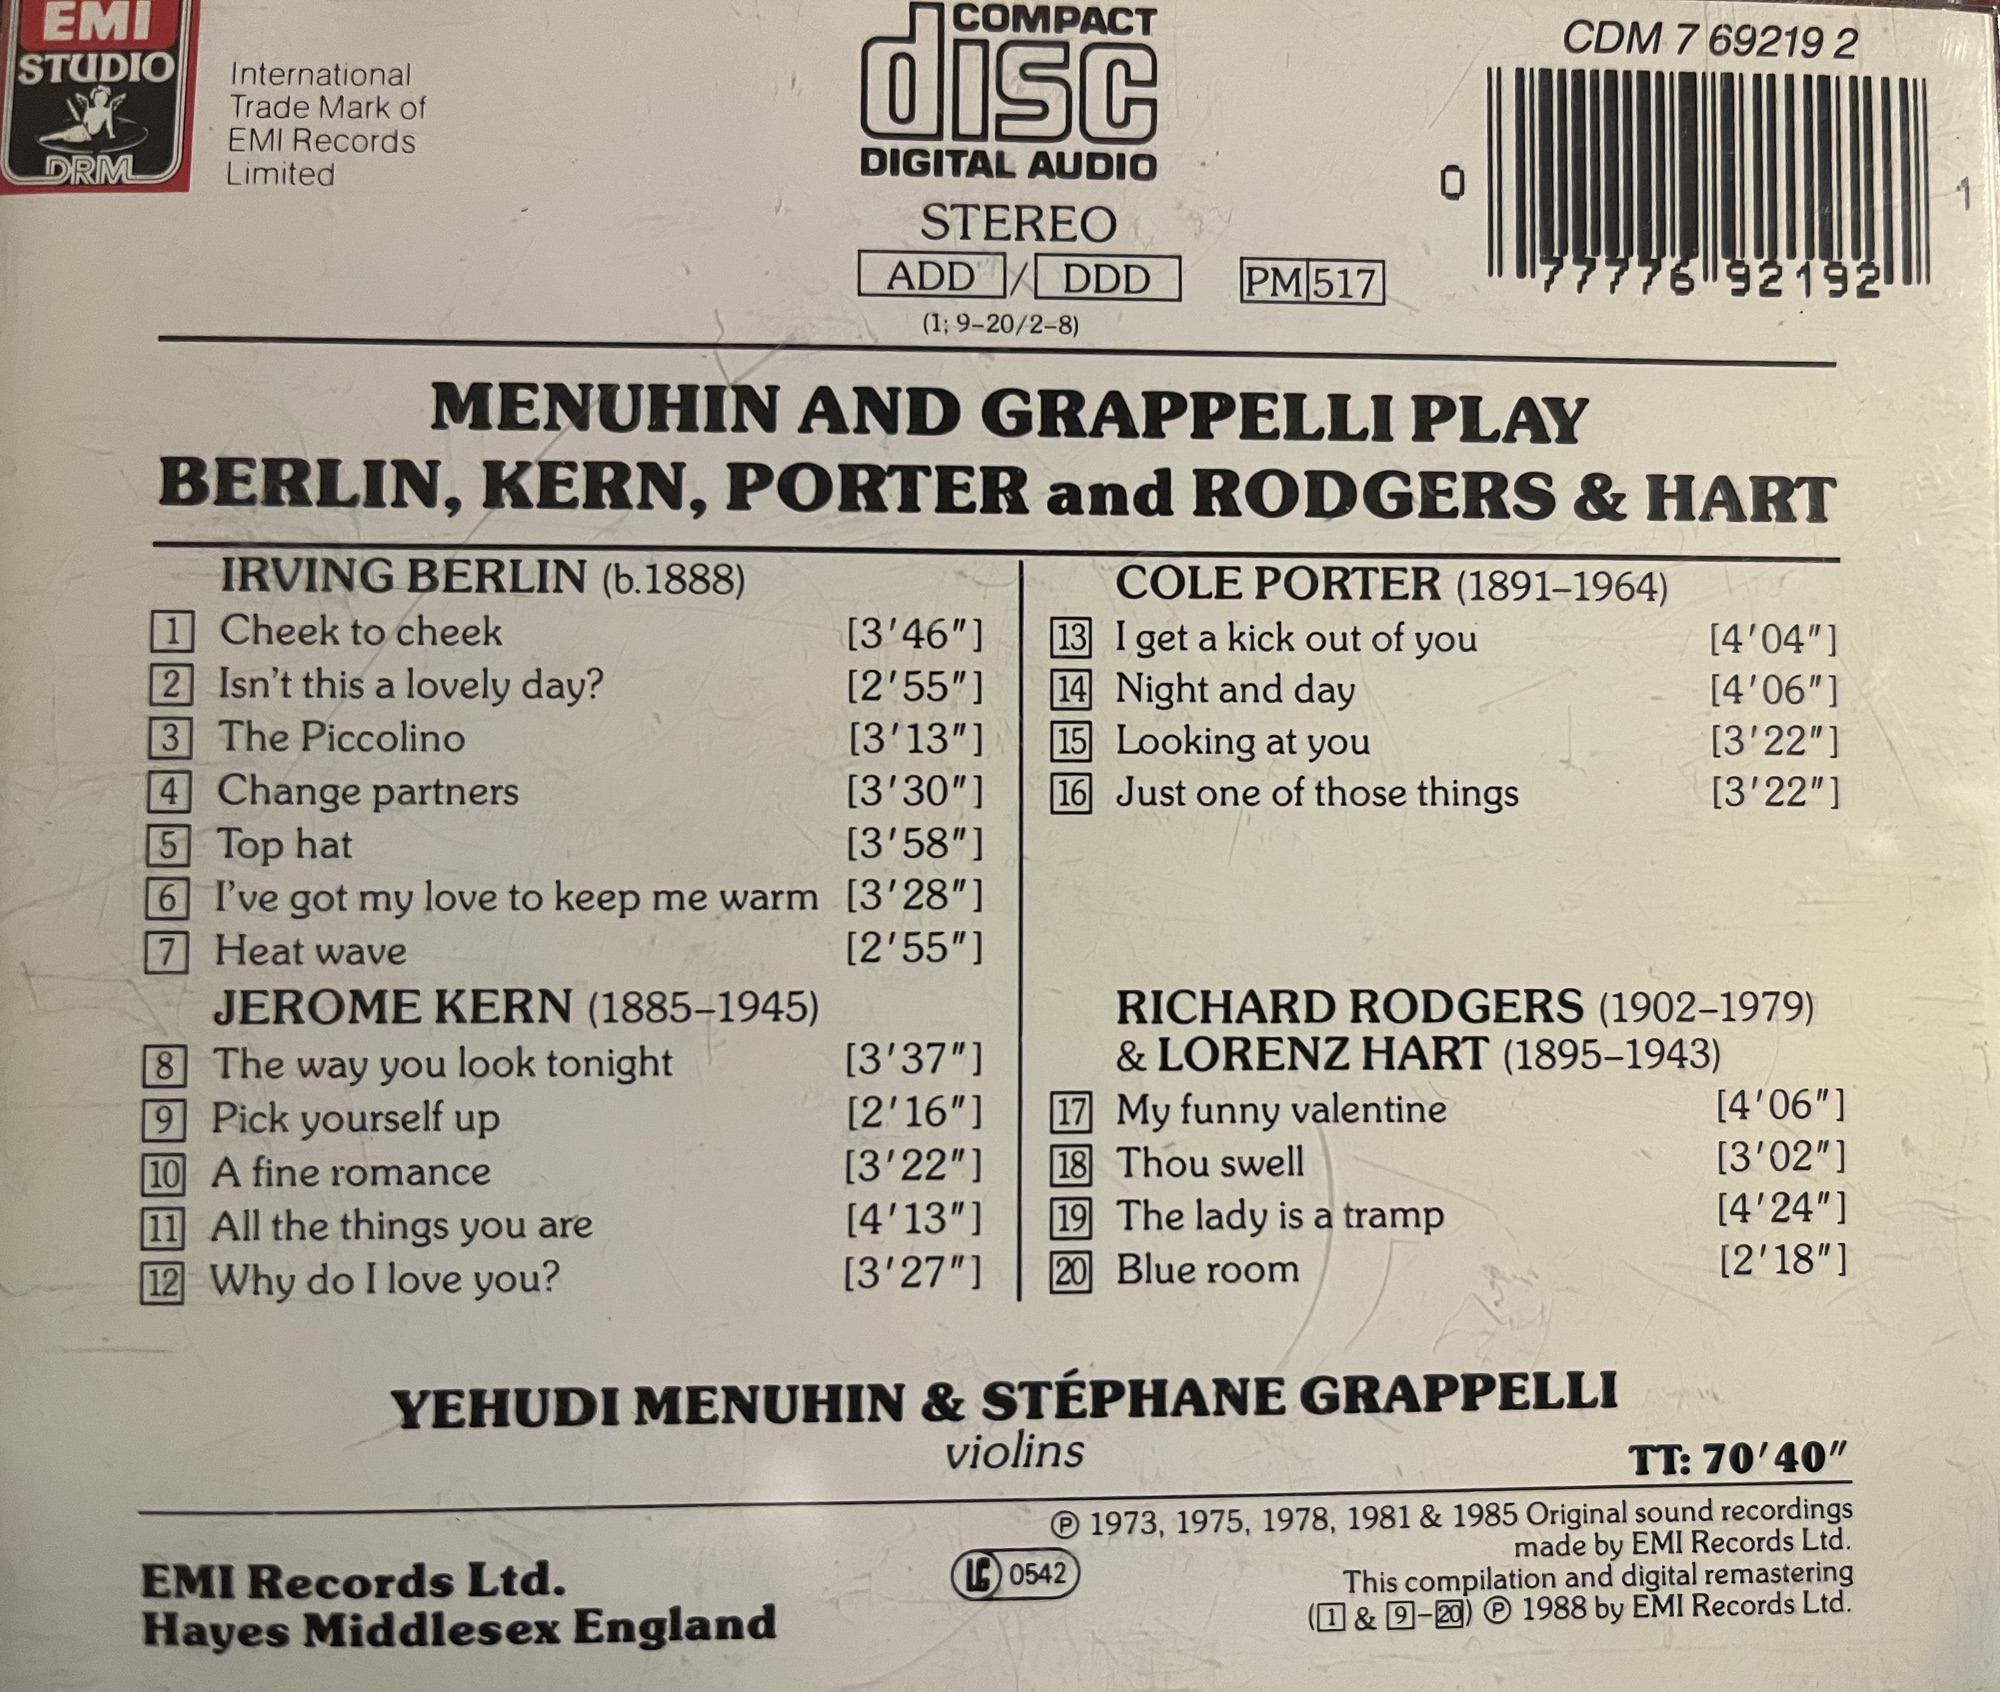 EMI
STUDIO
DRM
International
Trade Mark of
EMI Records
Limited
COMPACT
disc
DIGITAL AUDIO
STEREO
ADD / DDD
(1; 9–20/2–8)
PM 517
CDM 7 69219 2
0 77776 92192 1
MENUHIN AND GRAPPELLI PLAY
BERLIN, KERN, PORTER and RODGERS & HART
IRVING BERLIN (b.1888)
1 Cheek to cheek [3′46″]
2 Isn't this a lovely day? [2′55″]
3 The Piccolino [3′13″]
4 Change partners [3′30″]
5 Top hat [3′58″]
6 I've got my love to keep me warm [3′28″]
7 Heat wave [2′55″]
JEROME KERN (1885–1945)
8 The way you look tonight [3′37″]
9 Pick yourself up [2′16″]
10 A fine romance [3′22″]
11 All the things you are [4′13″]
12 Why do I love you? [3′27″]
COLE PORTER (1891–1964)
13 I get a kick out of you [4′04″]
14 Night and day [4′06″]
15 Looking at you [3′22″]
16 Just one of those things [3′22″]
RICHARD RODGERS (1902–1979)
& LORENZ HART (1895–1943)
17 My funny valentine [4′06″]
18 Thou swell [3′02″]
19 The lady is a tramp [4′24″]
20 Blue room [2′18″]
YEHUDI MENUHIN & STÉPHANE GRAPPELLI
violins
TT: 70′40″
EMI Records Ltd.
Hayes Middlesex England
LC 0542
℗ 1973, 1975, 1978, 1981 & 1985 Original sound recordings
made by EMI Records Ltd.
This compilation and digital remastering
(1 & 9–20) ℗ 1988 by EMI Records Ltd.